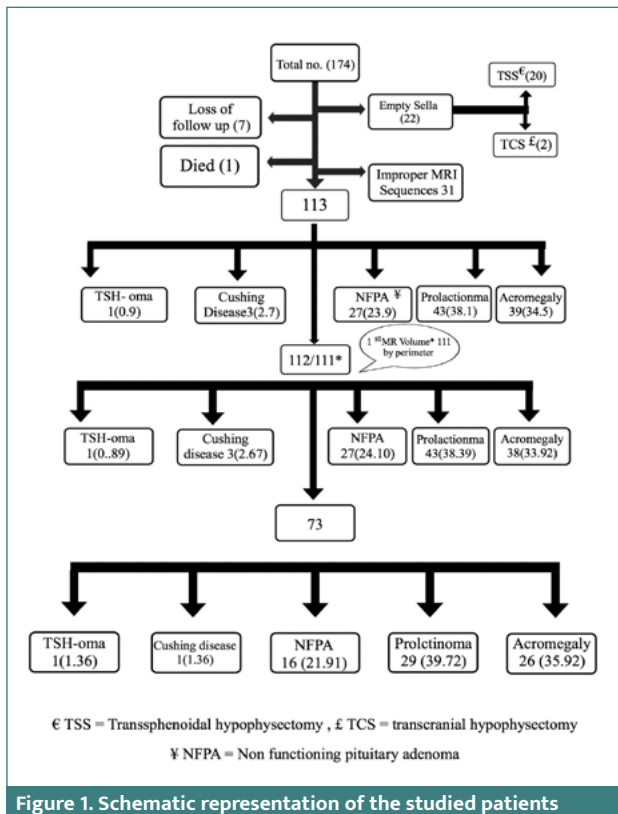 Total no. (174)
TSS€(20)
Loss of
follow up (7)
Empty Sella
(22)
TCS £(2)
Died (1)
Improper MRI
Sequences 31
113
TSH- oma
1(0.9)
Cushing
Disease3(2.7)
NFPA ¥
27(23.9)
Prolactionma
43(38.1)
Acromegaly
39(34.5)
112/111*
1 stMR Volume* 111
by perimeter
TSH-oma
1(0..89)
Cushing
disease 3(2.67)
NFPA
27(24.10)
Prolactionma
43(38.39)
Acromegaly
38(33.92)
73
TSH-oma
1(1.36)
Cushing disease
1(1.36)
NFPA
16 (21.91)
Prolctinoma
29 (39.72)
Acromegaly
26 (35.92)
€ TSS = Transsphenoidal hypophysectomy , £ TCS = transcranial hypophysectomy
¥ NFPA = Non functioning pituitary adenoma
Figure 1. Schematic representation of the studied patients